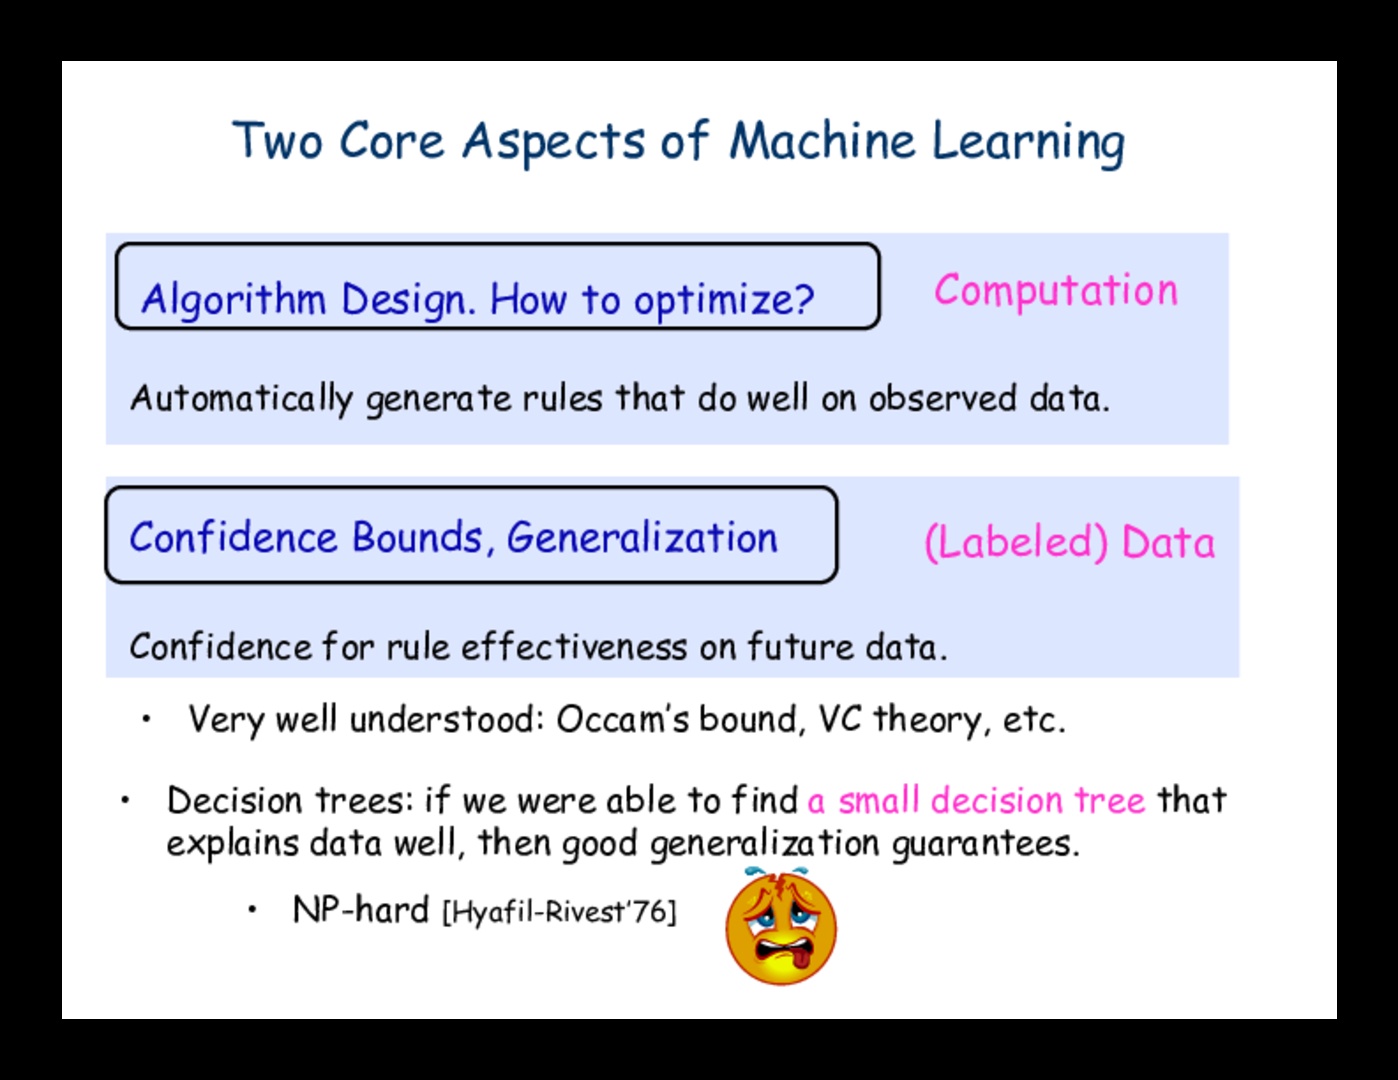 Two Core Aspects of Machine Learning
Algorithm Design. How to optimize?
Computation
Automatically generate rules that do well on observed data.
Confidence Bounds, Generalization
(Labeled) Data
Confidence for rule effectiveness on future data.
• Very well understood: Occam's bound, VC theory, etc.
• Decision trees: if we were able to find a small decision tree that
explains data well, then good generalization guarantees.
• NP-hard [Hyafil-Rivest'76]